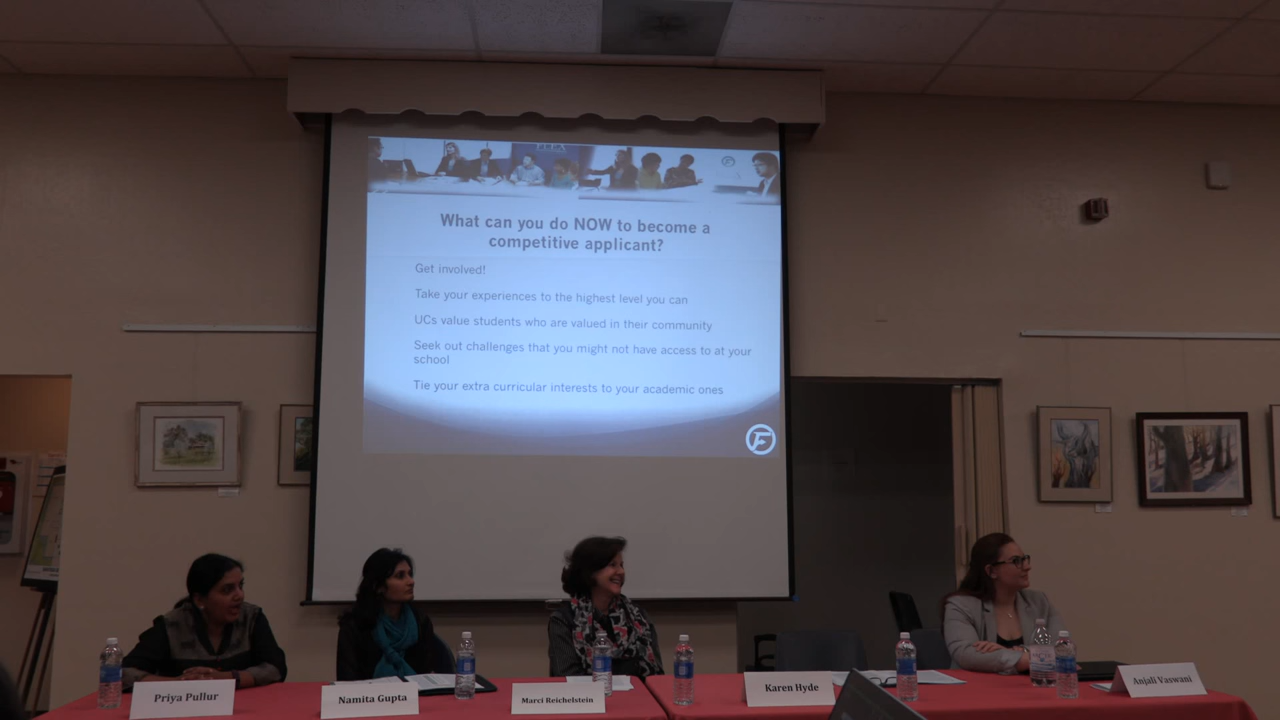 FLEX
What can you do NOW to become a
competitive applicant?
Get involved!
Take your experiences to the highest level you can
UCs value students who are valued in their community
Seek out challenges that you might not have access to at your
school
Tie your extra curricular interests to your academic ones
F
Priya Pullur
Namita Gupta
Marci Reichelstein
Karen Hyde
Anjali Vaswani